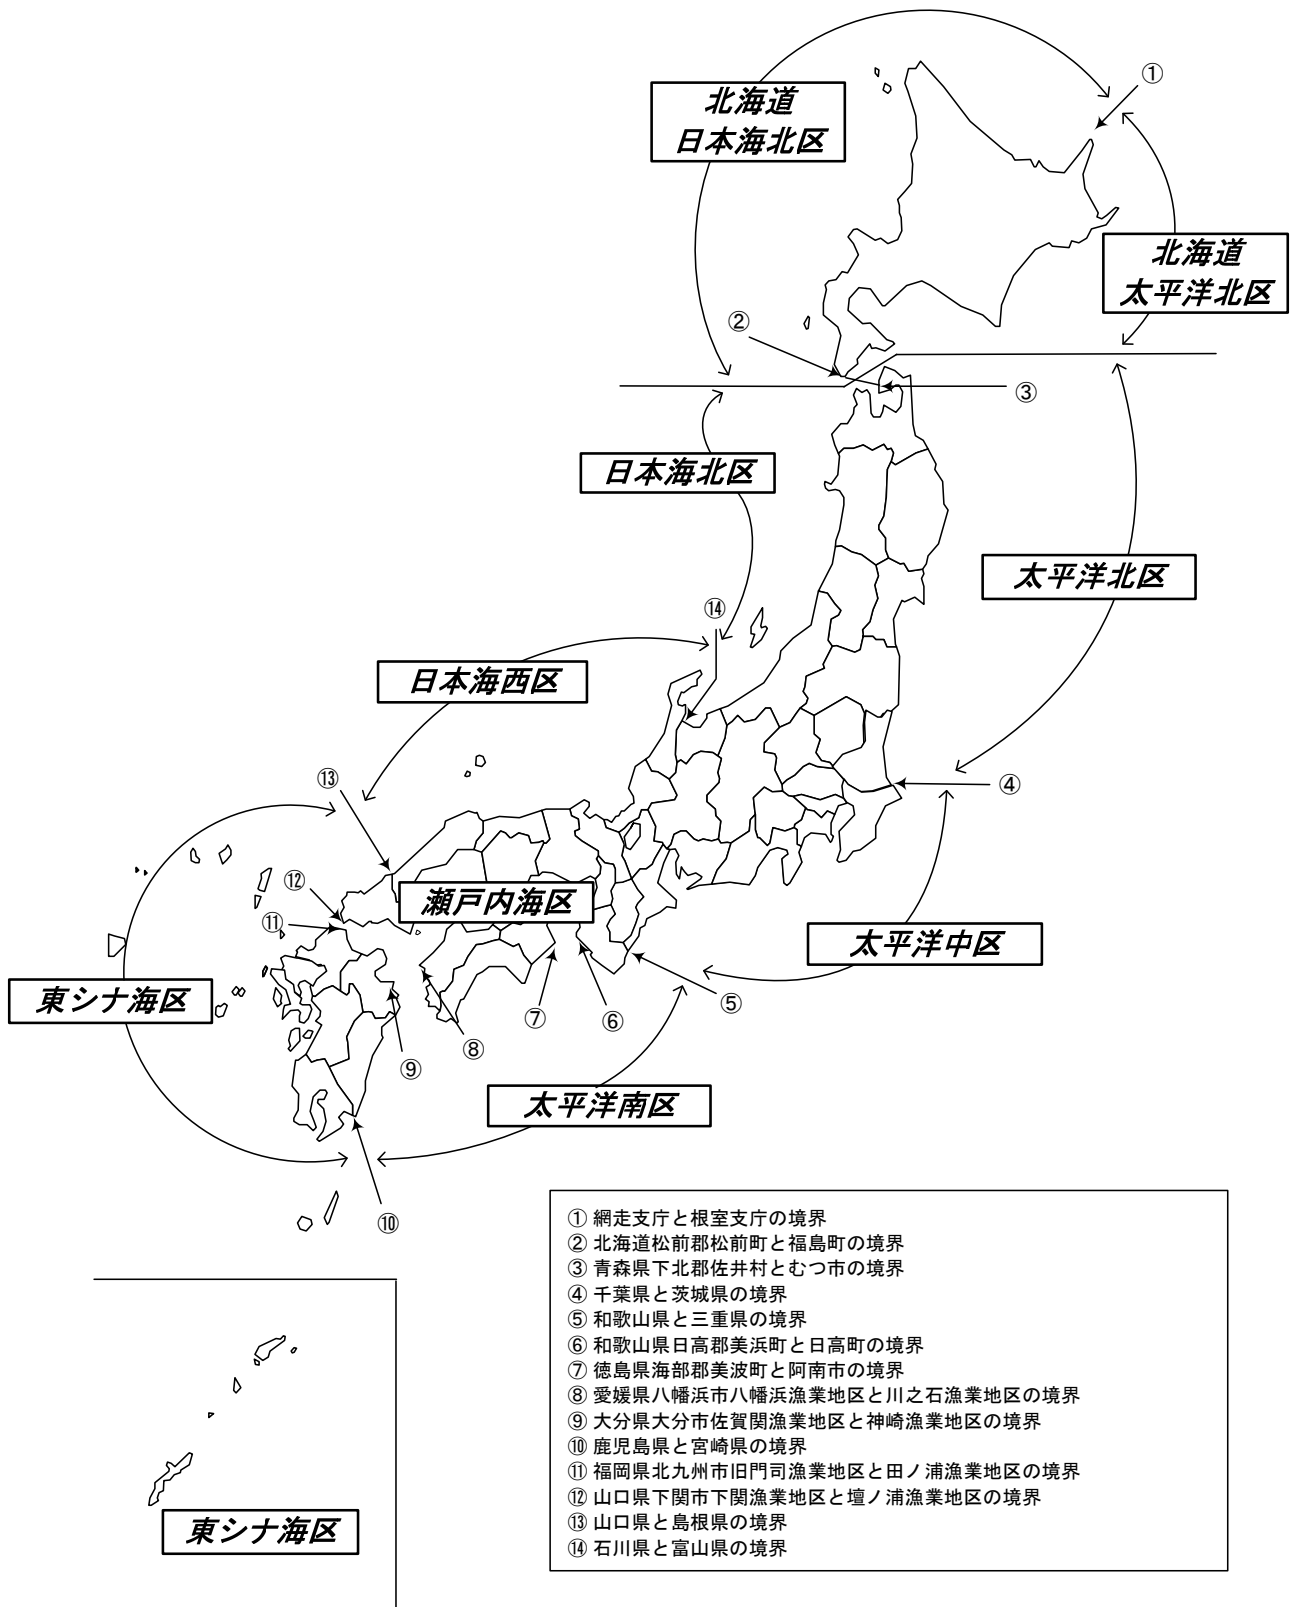 ①
北海道
日本海北区
北海道
太平洋北区
②
③
日本海北区
太平洋北区
⑭
日本海西区
⑬
④
⑫
瀬戸内海区
⑪
太平洋中区
東シナ海区
⑤
⑦
⑥
⑧
⑨
太平洋南区
⑩
① 網走支庁と根室支庁の境界
② 北海道松前郡松前町と福島町の境界
③ 青森県下北郡佐井村とむつ市の境界
④ 千葉県と茨城県の境界
⑤ 和歌山県と三重県の境界
⑥ 和歌山県日高郡美浜町と日高町の境界
⑦ 徳島県海部郡美波町と阿南市の境界
⑧ 愛媛県八幡浜市八幡浜漁業地区と川之石漁業地区の境界
⑨ 大分県大分市佐賀関漁業地区と神崎漁業地区の境界
⑩ 鹿児島県と宮崎県の境界
⑪ 福岡県北九州市旧門司漁業地区と田ノ浦漁業地区の境界
⑫ 山口県下関市下関漁業地区と壇ノ浦漁業地区の境界
⑬ 山口県と島根県の境界
⑭ 石川県と富山県の境界
東シナ海区